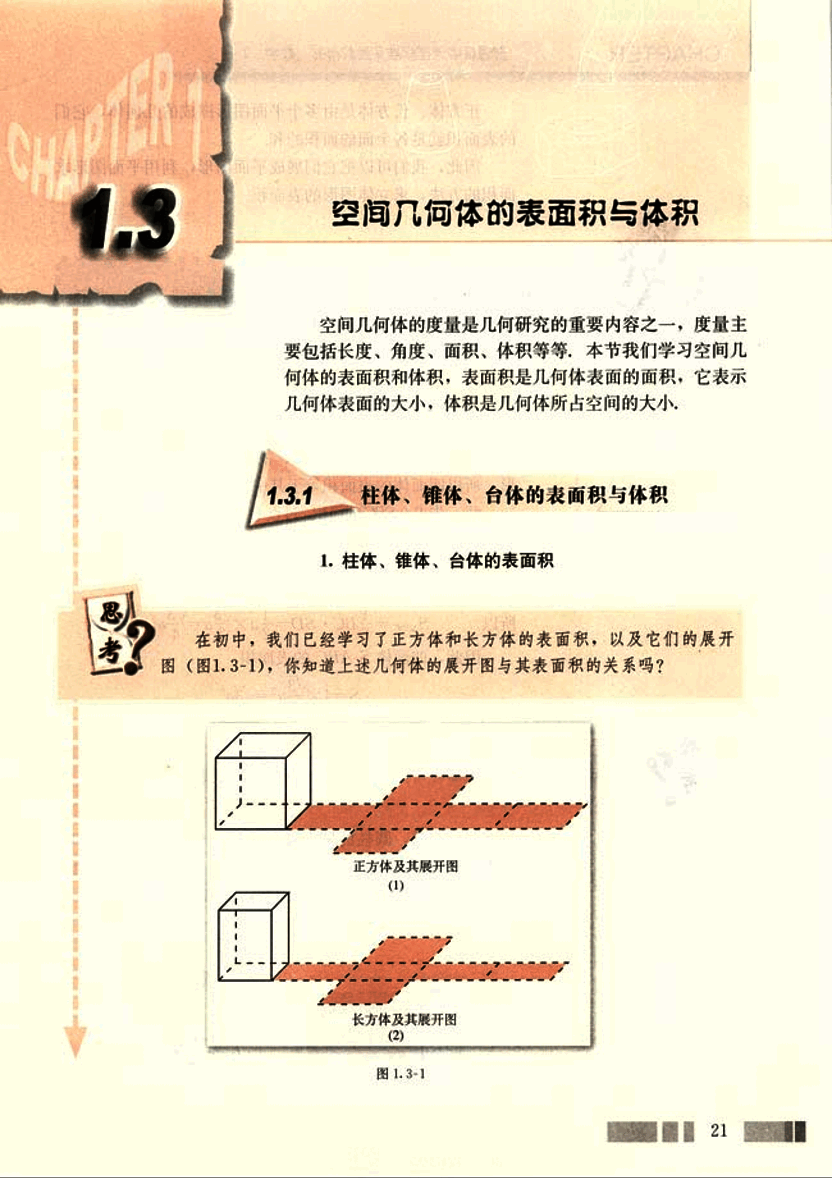 CHAPTER 1
1.3
空间几何体的表面积与体积
空间几何体的度量是几何研究的重要内容之一，度量主
要包括长度、角度、面积、体积等等. 本节我们学习空间几
何体的表面积和体积，表面积是几何体表面的面积，它表示
几何体表面的大小，体积是几何体所占空间的大小.
1.3.1 柱体、锥体、台体的表面积与体积
1. 柱体、锥体、台体的表面积
思考？
在初中，我们已经学习了正方体和长方体的表面积，以及它们的展开
图（图1.3-1），你知道上述几何体的展开图与其表面积的关系吗？
正方体及其展开图
(1)
长方体及其展开图
(2)
图 1.3-1
21